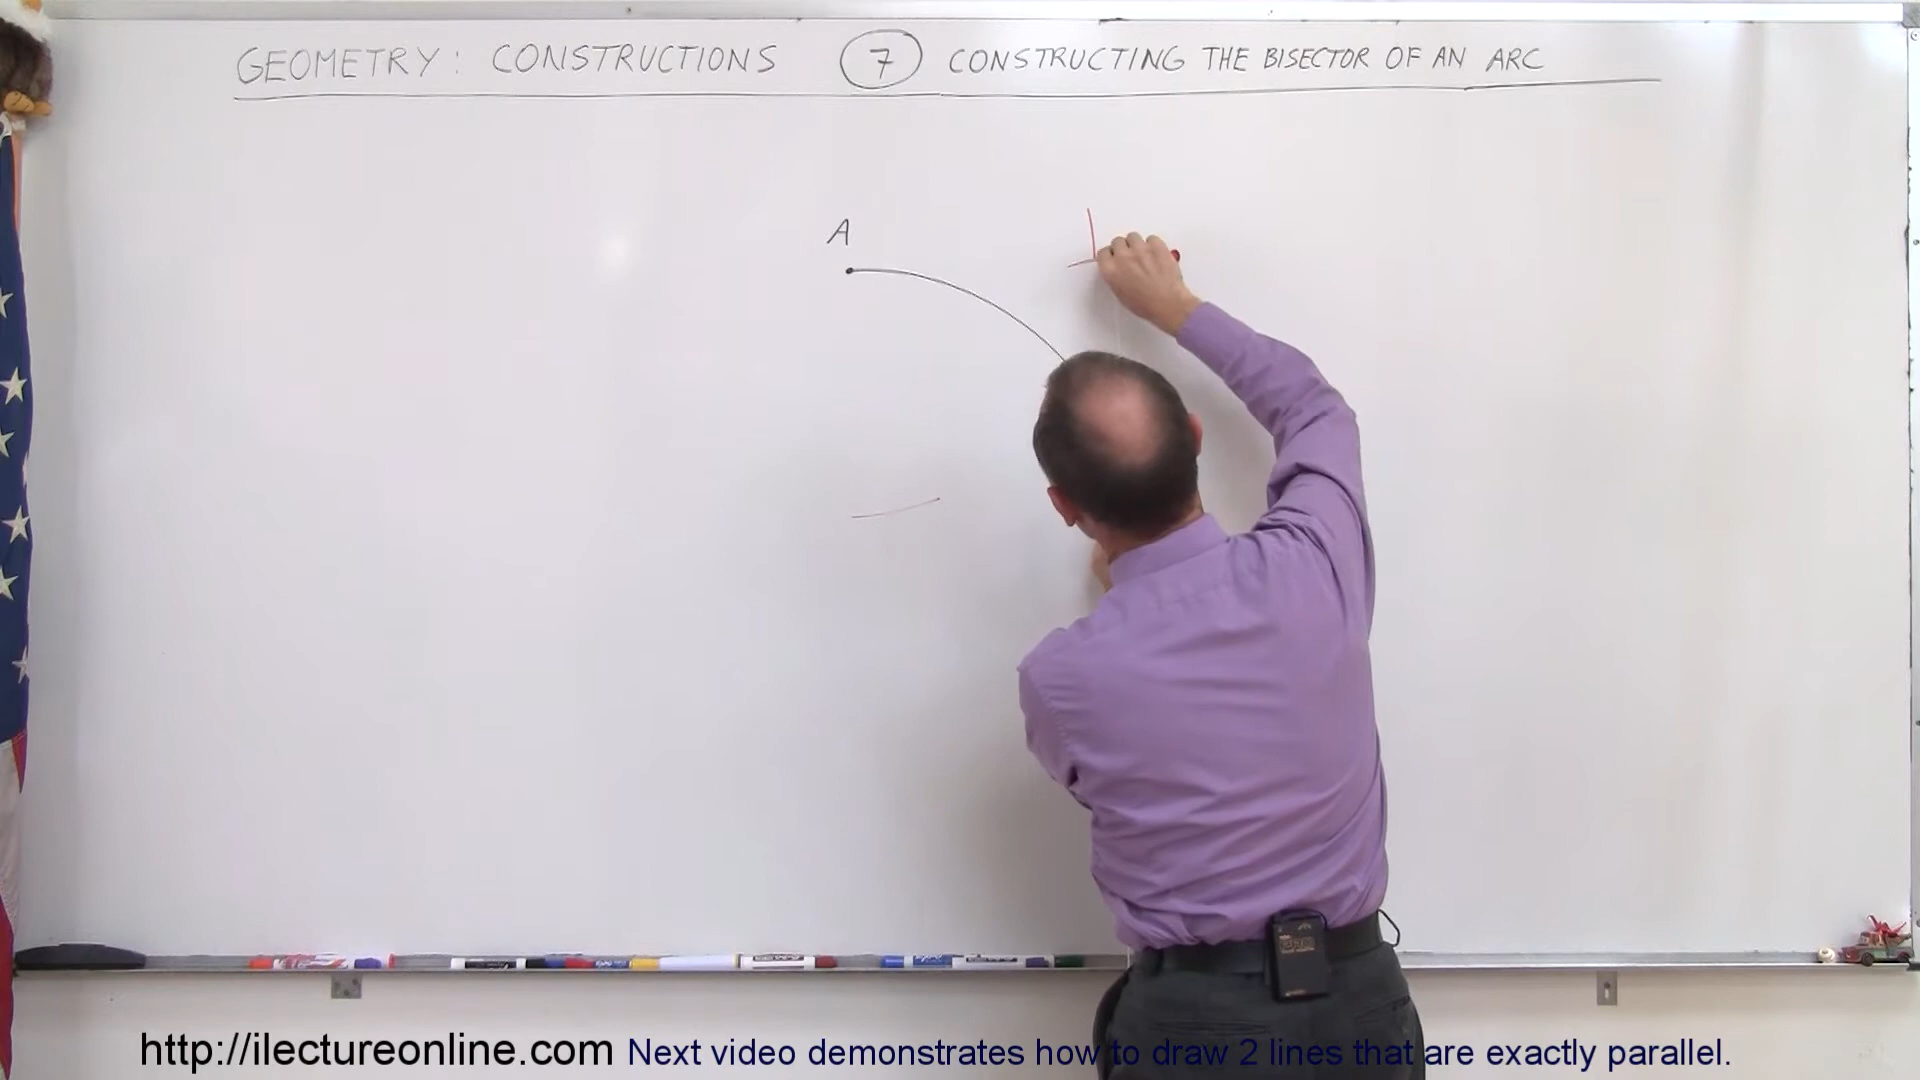 GEOMETRY: CONSTRUCTIONS 7 CONSTRUCTING THE BISECTOR OF AN ARC
A
http://ilectureonline.com Next video demonstrates how to draw 2 lines that are exactly parallel.